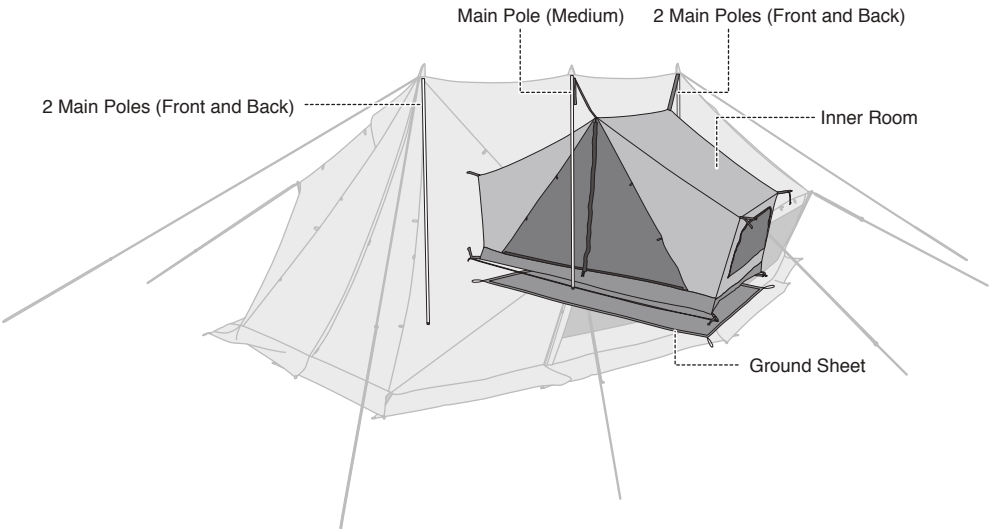 Main Pole (Medium)
2 Main Poles (Front and Back)
2 Main Poles (Front and Back)
Inner Room
Ground Sheet